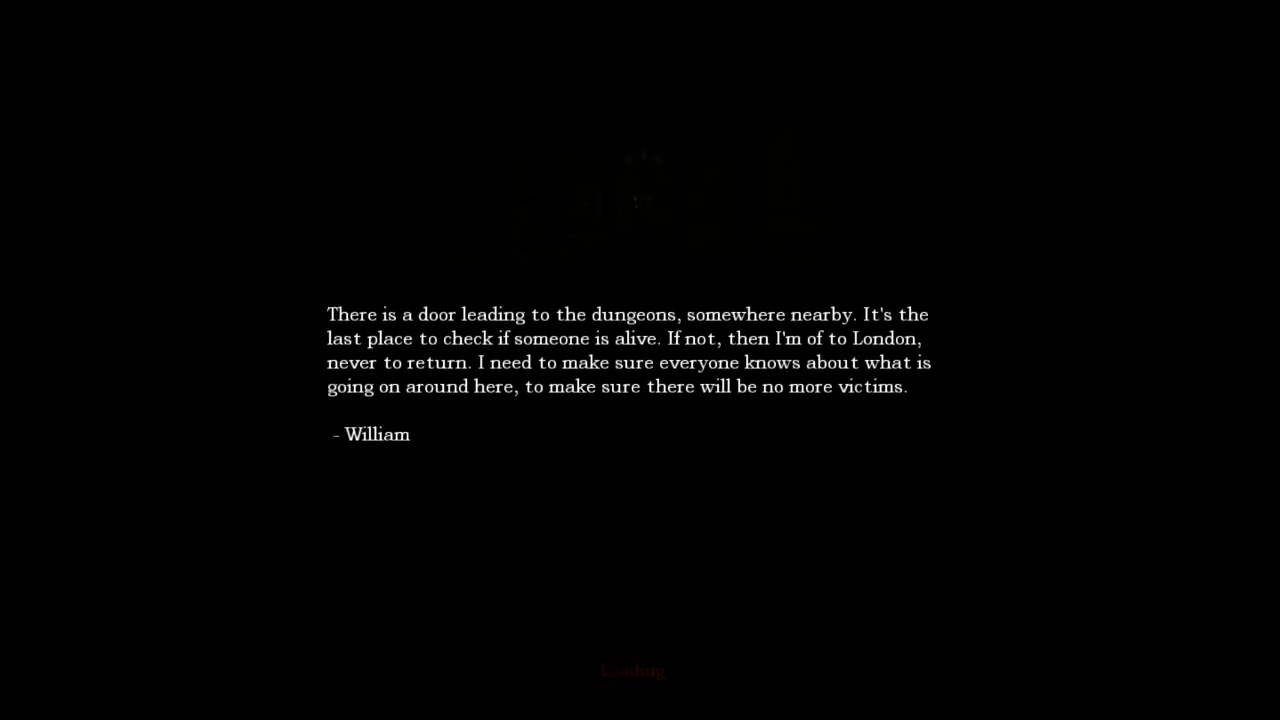 There is a door leading to the dungeons, somewhere nearby. It's the
last place to check if someone is alive. If not, then I'm of to London,
never to return. I need to make sure everyone knows about what is
going on around here, to make sure there will be no more victims.
- William
Loading